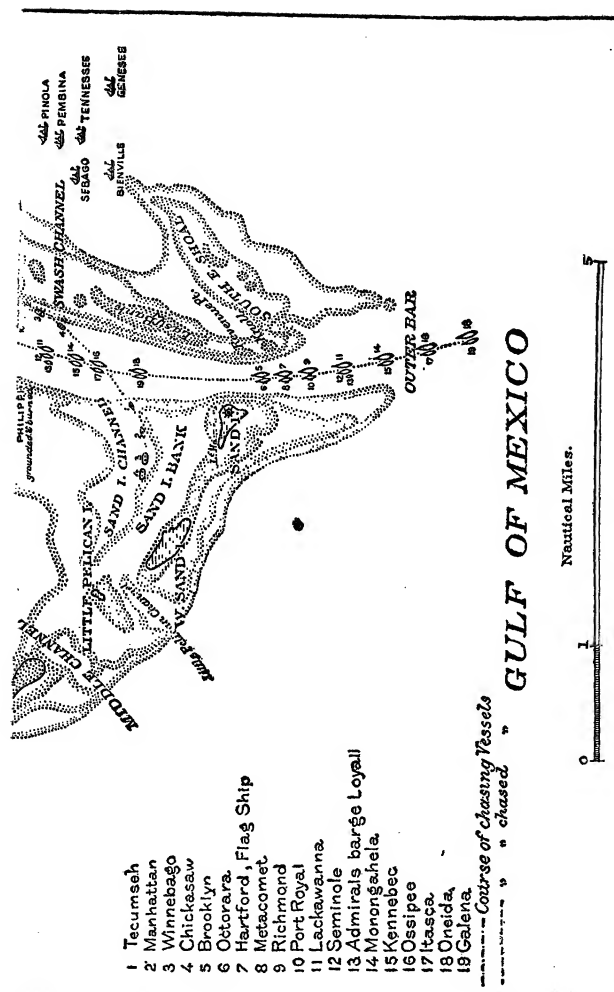 PINOLA
PEMBINA
TENNESSEE
SEBAGO
GENESEE
BIENVILLE
SWASH CHANNEL
SOUTH E. SHOAL
PHILIPPI
grounded & burned
SAND I. CHANNEL
SAND I. BANK
SAND I.
LITTLE PELICAN I.
W. SAND I.
MIDDLE CHANNEL
OUTER BAR
GULF OF MEXICO
1 Tecumseh
2 Manhattan
3 Winnebago
4 Chickasaw
5 Brooklyn
6 Octorara.
7 Hartford, Flag Ship
8 Metacomet
9 Richmond
10 Port Royal
11 Lackawanna
12 Seminole
13 Admirals barge Loyall
14 Monongahela
15 Kennebec
16 Ossipee
17 Itasca,
18 Oneida,
19 Galena.
Course of chasing Vessels
" " chased "
Nautical Miles.
0 1 5